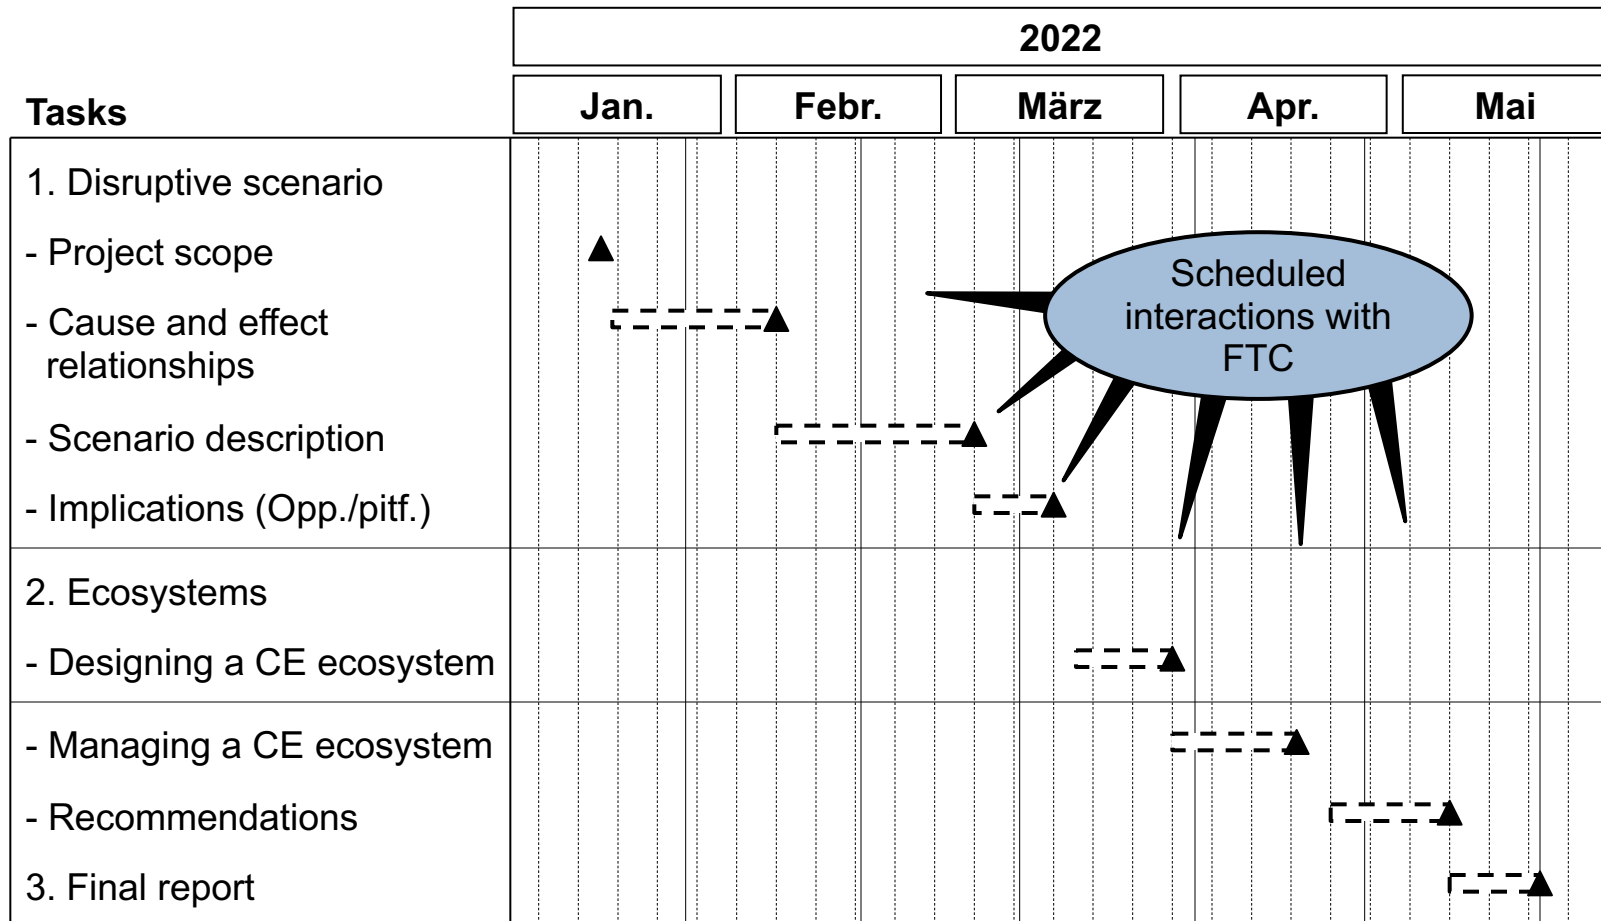 2022
Tasks
Jan.
Febr.
März
Apr.
Mai
1. Disruptive scenario
- Project scope
- Cause and effect
relationships
- Scenario description
- Implications (Opp./pitf.)
Scheduled
interactions with
FTC
2. Ecosystems
- Designing a CE ecosystem
- Managing a CE ecosystem
- Recommendations
3. Final report